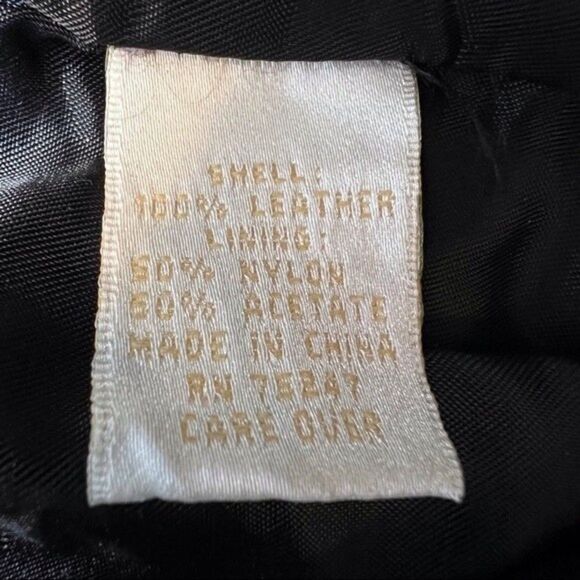 SHELL:
100% LEATHER
LINING:
50% NYLON
50% ACETATE
MADE IN CHINA
RN 75247
CARE OVER